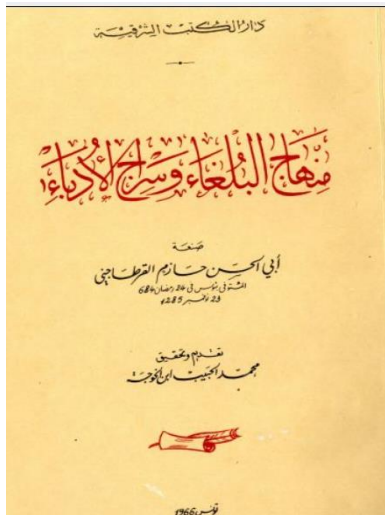 دار الكتب الشرقية
منهاج البلغاء وسراج الأدباء
صنعة
أبي الحسن حازم القرطاجني
المتوفى بتونس في 24 رمضان 684
23 نوفمبر 1285
تقديم وتحقيق
محمد الحبيب ابن الخوجة
تونس 1966